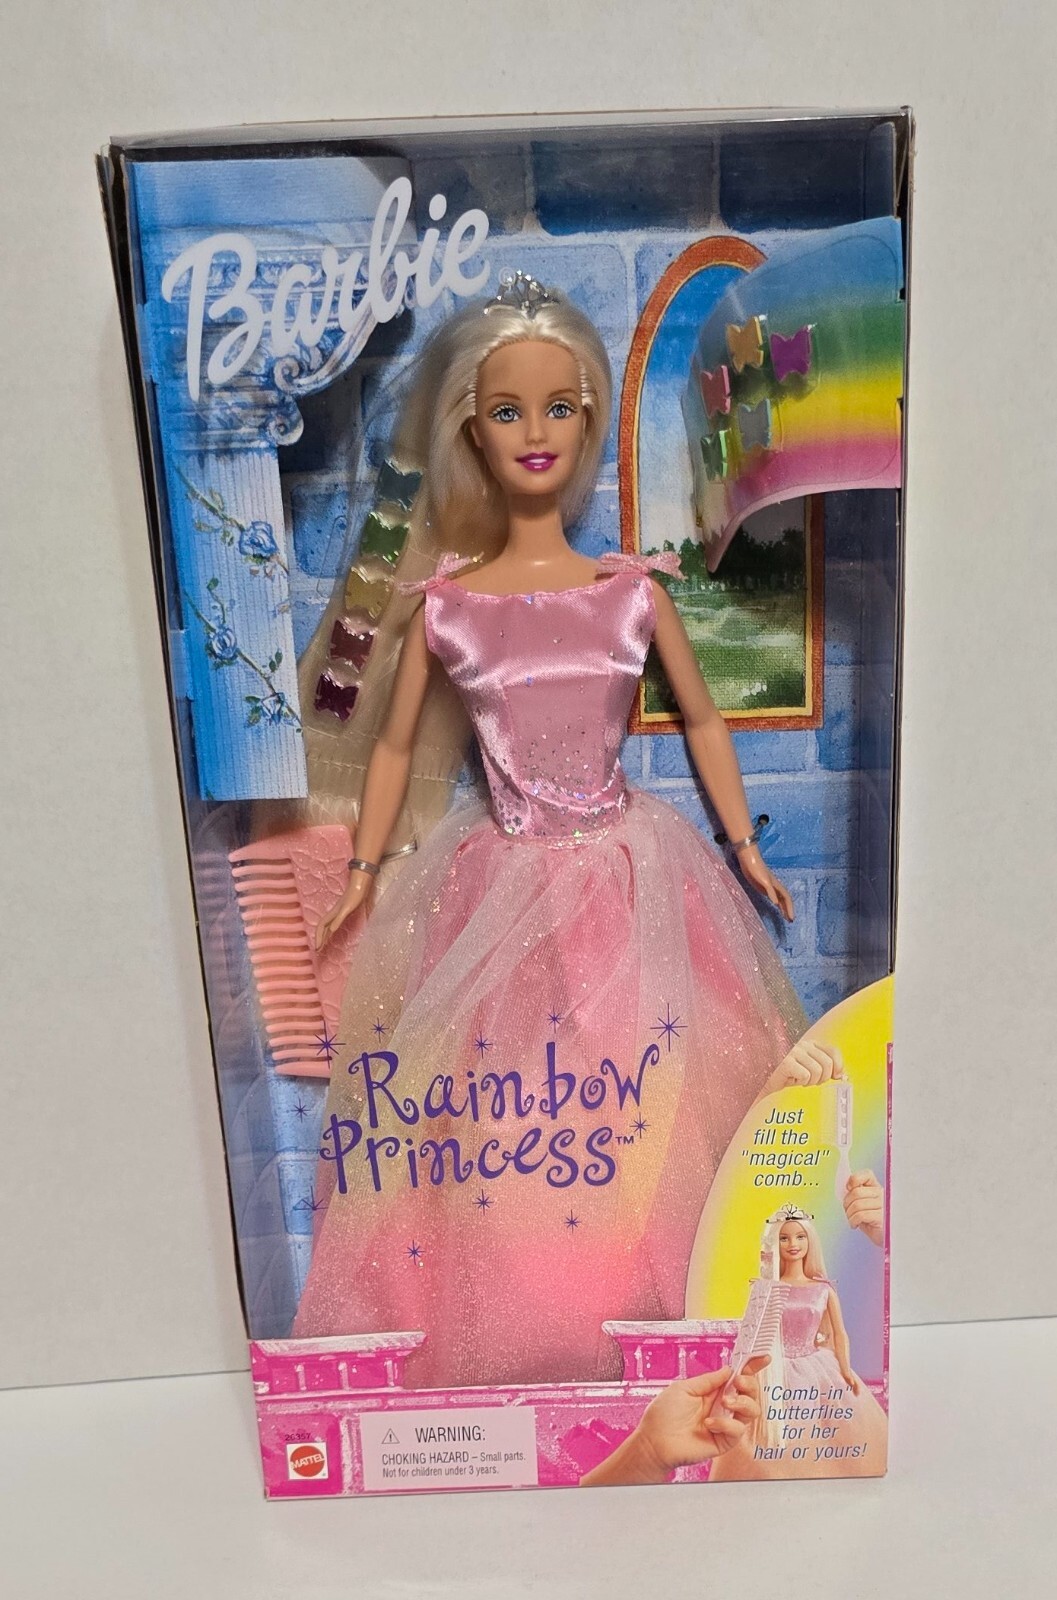 Barbie®
Rainbow
Princess™
Just
fill the
"magical"
comb...
"Comb-in"
butterflies
for her
hair or yours!
26357
MATTEL
⚠ WARNING:
CHOKING HAZARD – Small parts.
Not for children under 3 years.